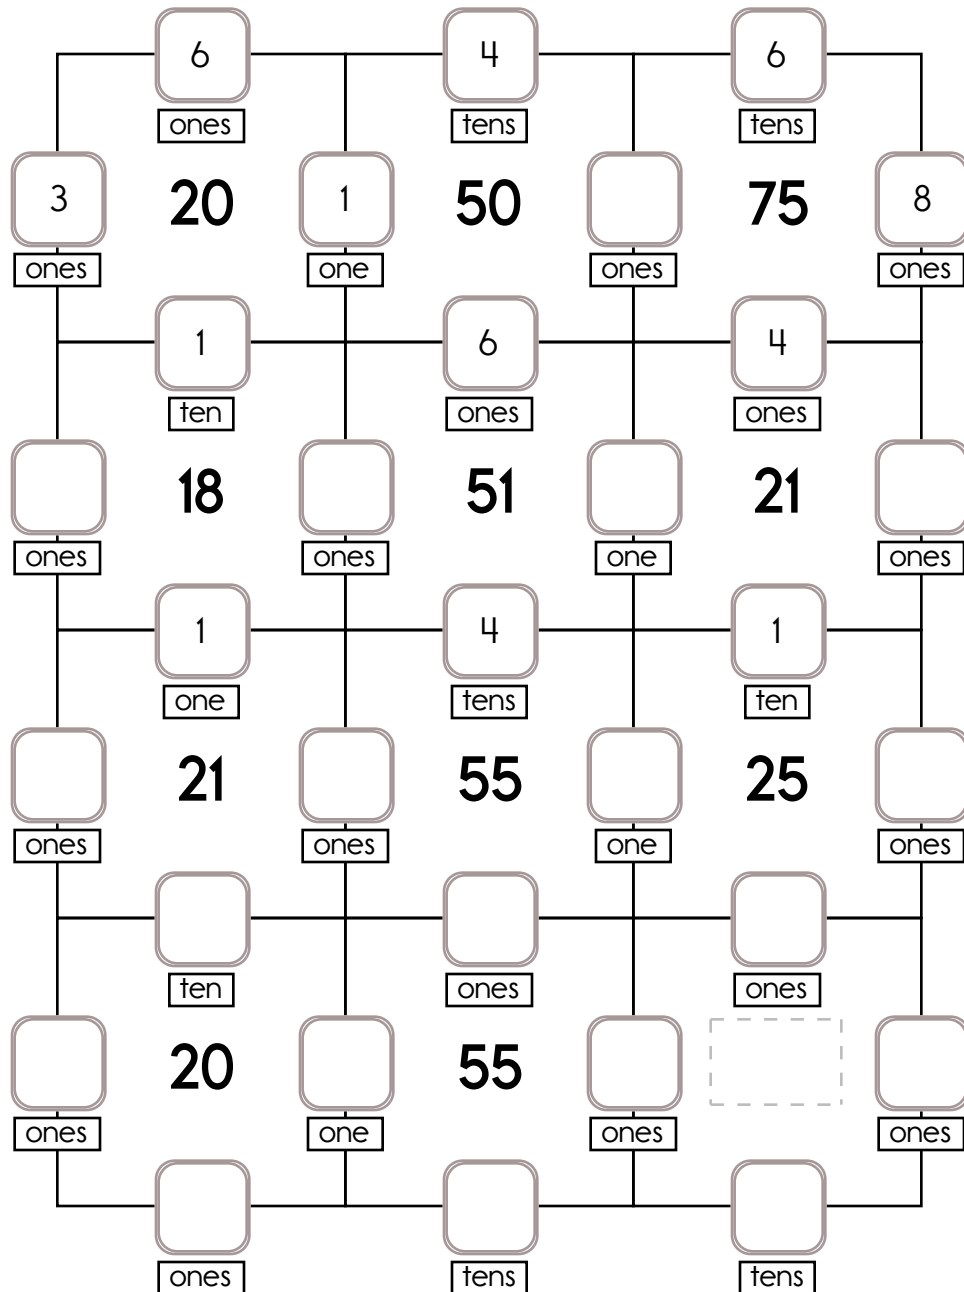 6 4 6
ones tens tens
3 20 1 50 75 8
ones one ones ones
1 6 4
ten ones ones
18 51 21
ones ones one ones
1 4 1
one tens ten
21 55 25
ones ones one ones
ten ones ones
20 55
ones one ones ones
ones tens tens